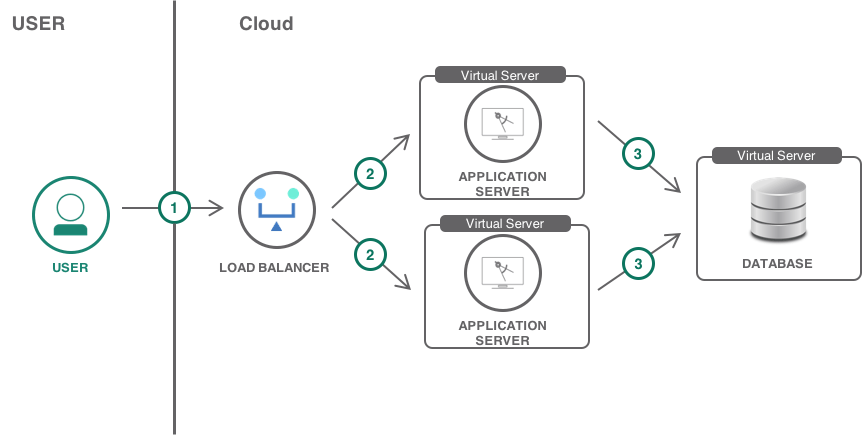 USER
Cloud
1
USER
LOAD BALANCER
2
2
Virtual Server
APPLICATION
SERVER
Virtual Server
APPLICATION
SERVER
3
3
Virtual Server
DATABASE